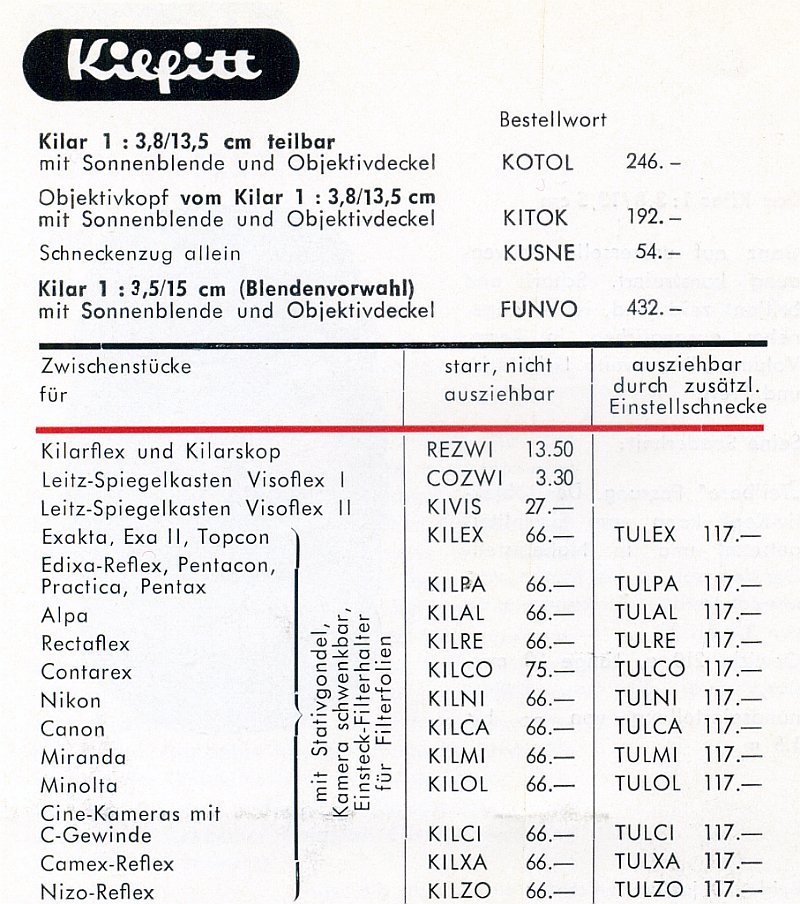 Kilfitt
Bestellwort
Kilar 1 : 3,8/13,5 cm teilbar
mit Sonnenblende und Objektivdeckel KOTOL 246.–
Objektivkopf vom Kilar 1 : 3,8/13,5 cm
mit Sonnenblende und Objektivdeckel KITOK 192.–
Schneckenzug allein KUSNE 54.–
Kilar 1 : 3,5/15 cm (Blendenvorwahl)
mit Sonnenblende und Objektivdeckel FUNVO 432.–
Zwischenstücke starr, nicht ausziehbar
für ausziehbar durch zusätzl.
Einstellschnecke
Kilarflex und Kilarskop REZWI 13.50
Leitz-Spiegelkasten Visoflex I COZWI 3.30
Leitz-Spiegelkasten Visoflex II KIVIS 27.—
Exakta, Exa II, Topcon KILEX 66.— TULEX 117.—
Edixa-Reflex, Pentacon,
Practica, Pentax KILPA 66.— TULPA 117.—
Alpa KILAL 66.— TULAL 117.—
Rectaflex KILRE 66.— TULRE 117.—
Contarex KILCO 75.— TULCO 117.—
Nikon KILNI 66.— TULNI 117.—
Canon KILCA 66.— TULCA 117.—
Miranda KILMI 66.— TULMI 117.—
Minolta KILOL 66.— TULOL 117.—
Cine-Kameras mit
C-Gewinde KILCI 66.— TULCI 117.—
Camex-Reflex KILXA 66.— TULXA 117.—
Nizo-Reflex KILZO 66.— TULZO 117.—
mit Stativgondel,
Kamera schwenkbar,
Einsteck-Filterhalter
für Filterfolien